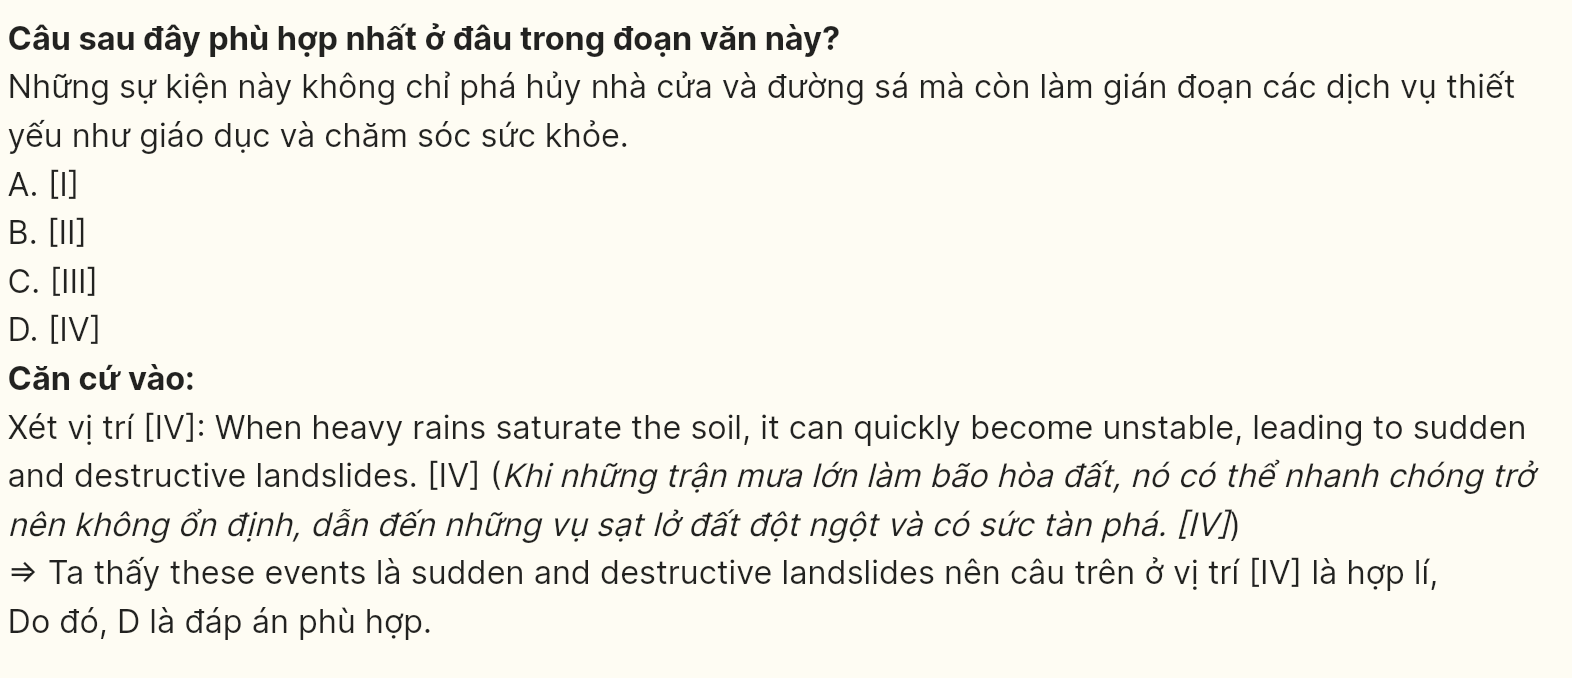 Câu sau đây phù hợp nhất ở đâu trong đoạn văn này?
Những sự kiện này không chỉ phá hủy nhà cửa và đường sá mà còn làm gián đoạn các dịch vụ thiết
yếu như giáo dục và chăm sóc sức khỏe.
A. [I]
B. [II]
C. [III]
D. [IV]
Căn cứ vào:
Xét vị trí [IV]: When heavy rains saturate the soil, it can quickly become unstable, leading to sudden
and destructive landslides. [IV] (Khi những trận mưa lớn làm bão hòa đất, nó có thể nhanh chóng trở
nên không ổn định, dẫn đến những vụ sạt lở đất đột ngột và có sức tàn phá. [IV])
⇒ Ta thấy these events là sudden and destructive landslides nên câu trên ở vị trí [IV] là hợp lí,
Do đó, D là đáp án phù hợp.